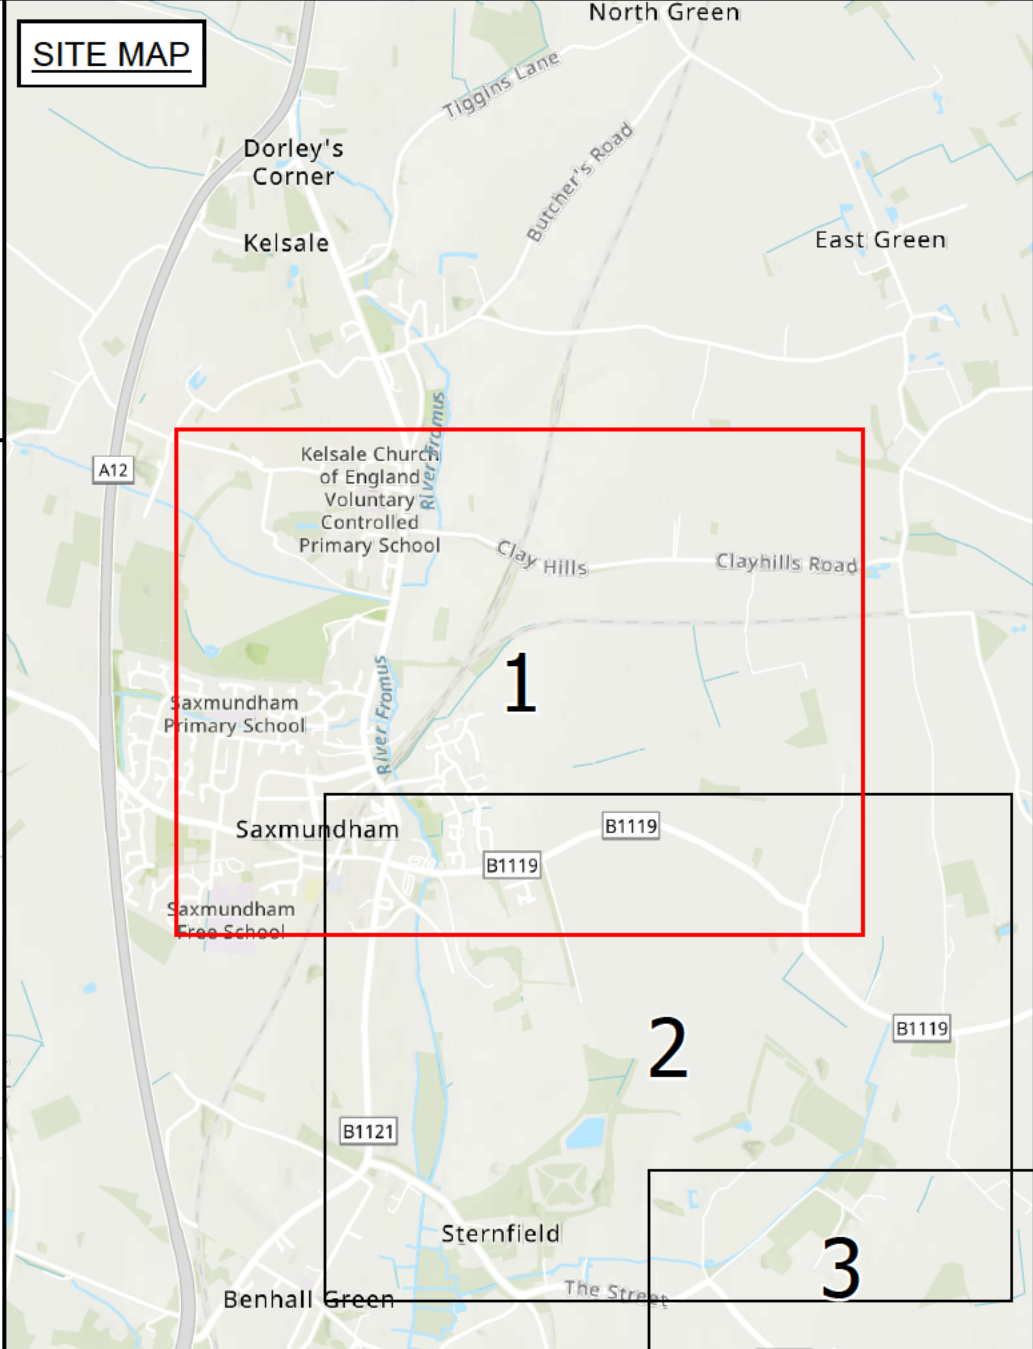 North Green
SITE MAP
Tiggins Lane
Butcher's Road
Dorley's
Corner
Kelsale
East Green
River Fromus
Kelsale Church
of England
Voluntary
Controlled
Primary School
A12
Clay Hills
Clayhills Road
1
River Fromus
Saxmundham
Primary School
Saxmundham
B1119
B1119
Saxmundham
Free School
2
B1119
B1121
Sternfield
3
The Street
Benhall Green